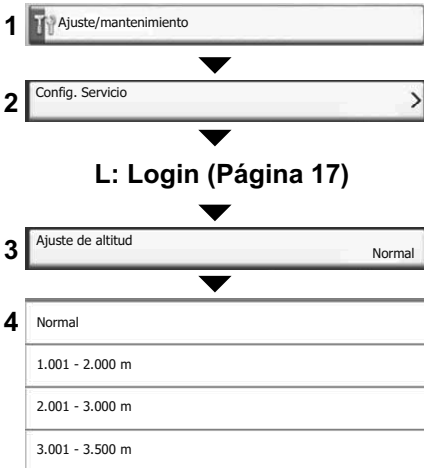 1 Ajuste/mantenimiento
2 Config. Servicio
L: Login (Página 17)
3 Ajuste de altitud Normal
4 Normal
1.001 - 2.000 m
2.001 - 3.000 m
3.001 - 3.500 m